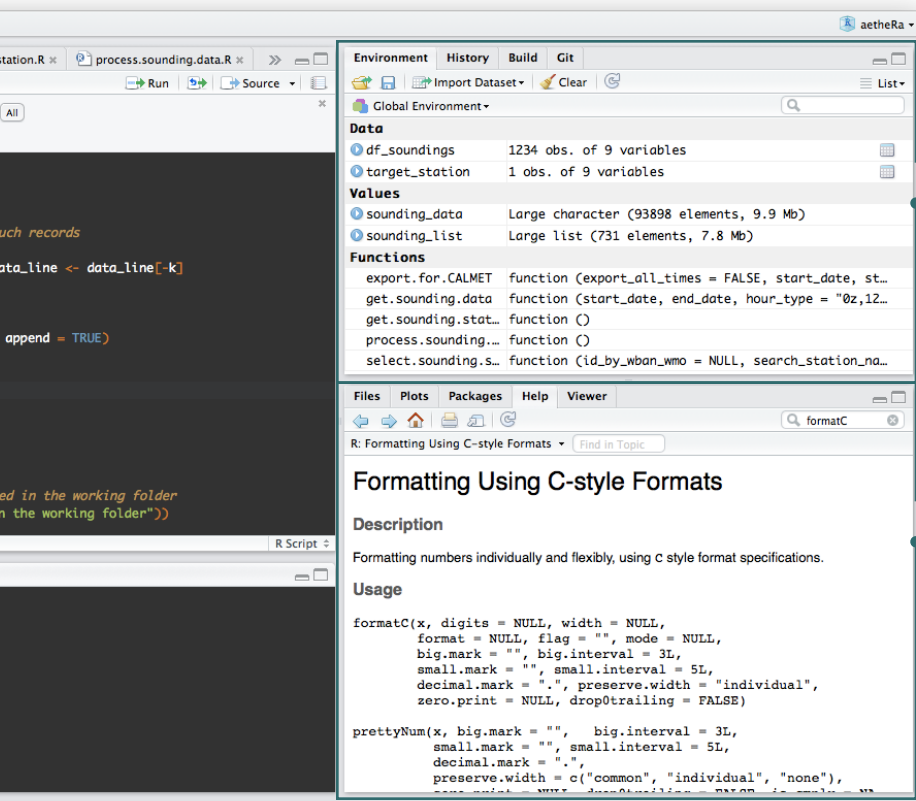 aetheRa
station.R
process.sounding.data.R
Run
Source
All
uch records
ata_line <- data_line[-k]
append = TRUE)
ed in the working folder
n the working folder"))
R Script
Environment History Build Git
Import Dataset Clear List
Global Environment
Data
df_soundings 1234 obs. of 9 variables
target_station 1 obs. of 9 variables
Values
sounding_data Large character (93898 elements, 9.9 Mb)
sounding_list Large list (731 elements, 7.8 Mb)
Functions
export.for.CALMET function (export_all_times = FALSE, start_date, st…
get.sounding.data function (start_date, end_date, hour_type = "0z,12…
get.sounding.stat… function ()
process.sounding.… function ()
select.sounding.s… function (id_by_wban_wmo = NULL, search_station_na…
Files Plots Packages Help Viewer
formatC
R: Formatting Using C-style Formats Find in Topic
Formatting Using C-style Formats
Description
Formatting numbers individually and flexibly, using C style format specifications.
Usage
formatC(x, digits = NULL, width = NULL,
format = NULL, flag = "", mode = NULL,
big.mark = "", big.interval = 3L,
small.mark = "", small.interval = 5L,
decimal.mark = ".", preserve.width = "individual",
zero.print = NULL, drop0trailing = FALSE)
prettyNum(x, big.mark = "", big.interval = 3L,
small.mark = "", small.interval = 5L,
decimal.mark = ".",
preserve.width = c("common", "individual", "none"),
zero.print = NULL, drop0trailing = FALSE,